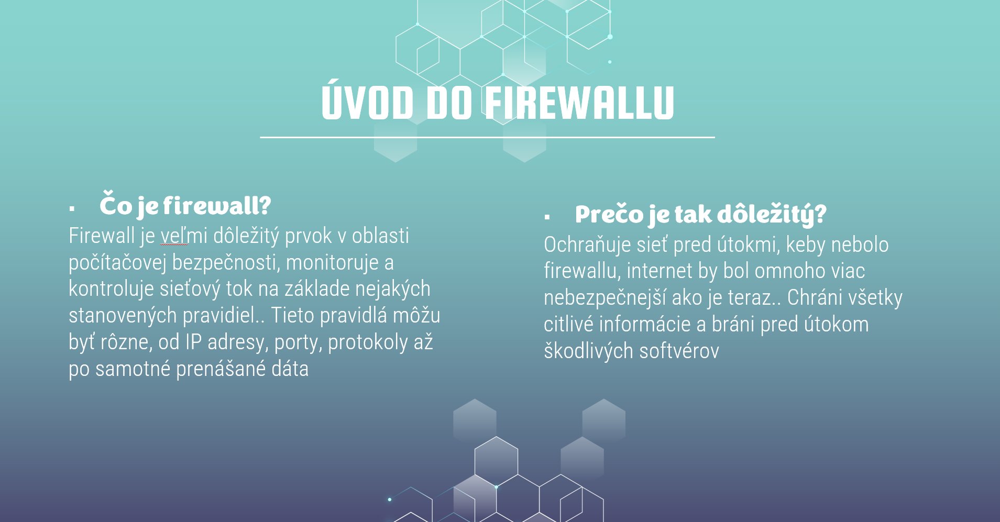 ÚVOD DO FIREWALLU
▪ Čo je firewall?
Firewall je veľmi dôležitý prvok v oblasti
počítačovej bezpečnosti, monitoruje a
kontroluje sieťový tok na základe nejakých
stanovených pravidiel.. Tieto pravidlá môžu
byť rôzne, od IP adresy, porty, protokoly až
po samotné prenášané dáta
▪ Prečo je tak dôležitý?
Ochraňuje sieť pred útokmi, keby nebolo
firewallu, internet by bol omnoho viac
nebezpečnejší ako je teraz.. Chráni všetky
citlivé informácie a bráni pred útokom
škodlivých softvérov